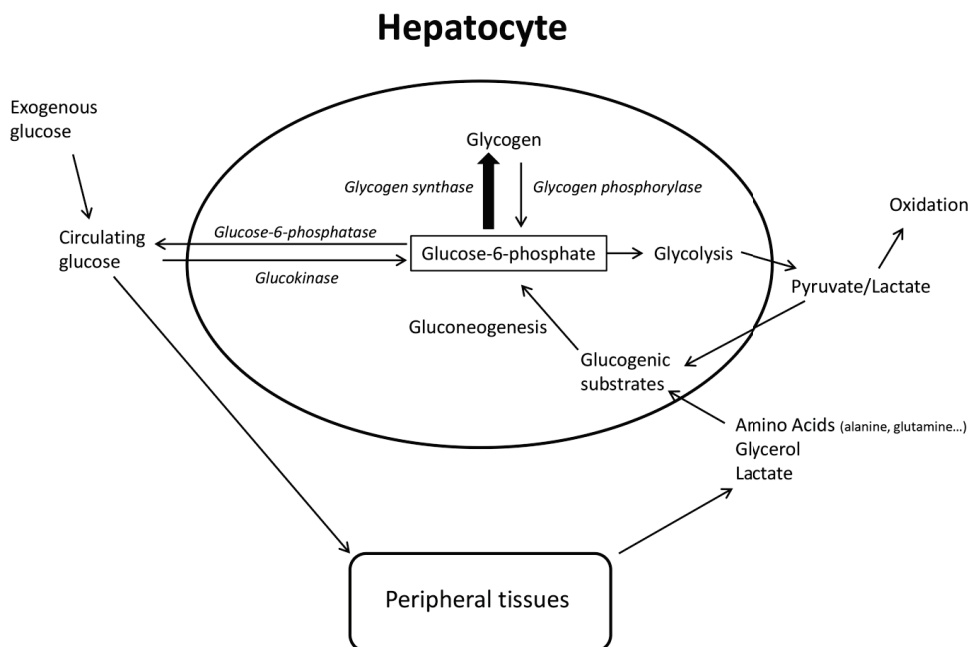 Hepatocyte
Exogenous
glucose
Glycogen
Glycogen synthase
Glycogen phosphorylase
Oxidation
Circulating
glucose
Glucose-6-phosphatase
Glucokinase
Glucose-6-phosphate
Glycolysis
Pyruvate/Lactate
Gluconeogenesis
Glucogenic
substrates
Amino Acids (alanine, glutamine...)
Glycerol
Lactate
Peripheral tissues